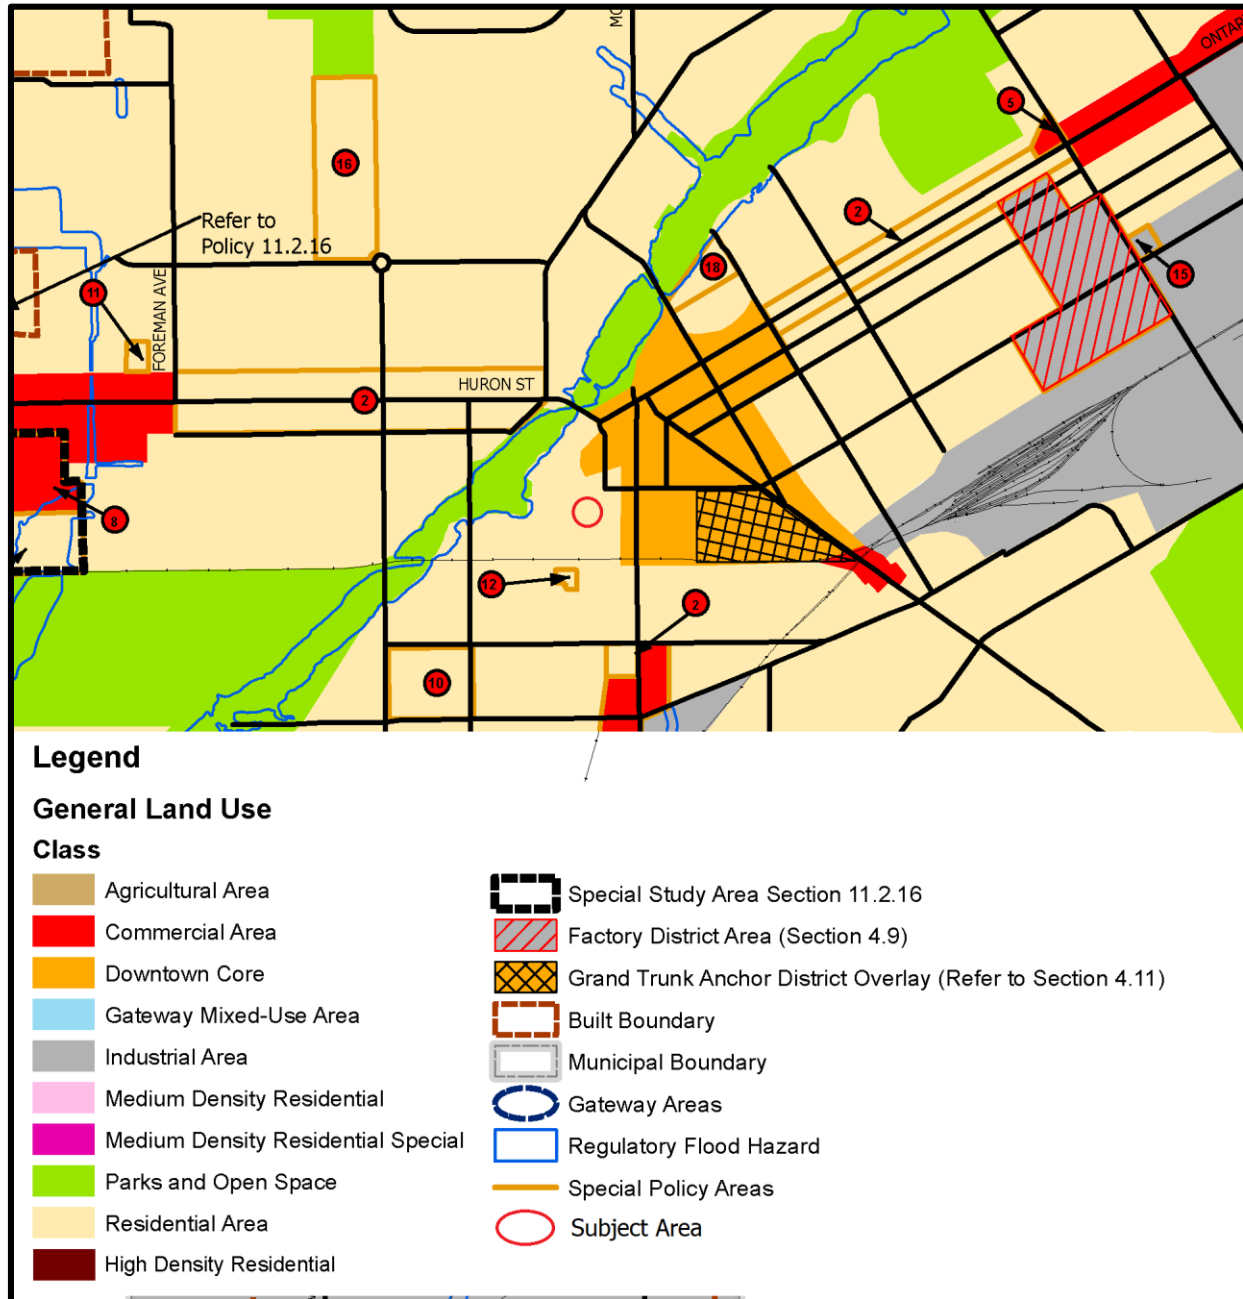 MO
ONTAR
5
16
2
Refer to
Policy 11.2.16
18
15
11
FOREMAN AVE
HURON ST
2
8
12
2
10
Legend
General Land Use
Class
Agricultural Area
Commercial Area
Downtown Core
Gateway Mixed-Use Area
Industrial Area
Medium Density Residential
Medium Density Residential Special
Parks and Open Space
Residential Area
High Density Residential
Special Study Area Section 11.2.16
Factory District Area (Section 4.9)
Grand Trunk Anchor District Overlay (Refer to Section 4.11)
Built Boundary
Municipal Boundary
Gateway Areas
Regulatory Flood Hazard
Special Policy Areas
Subject Area